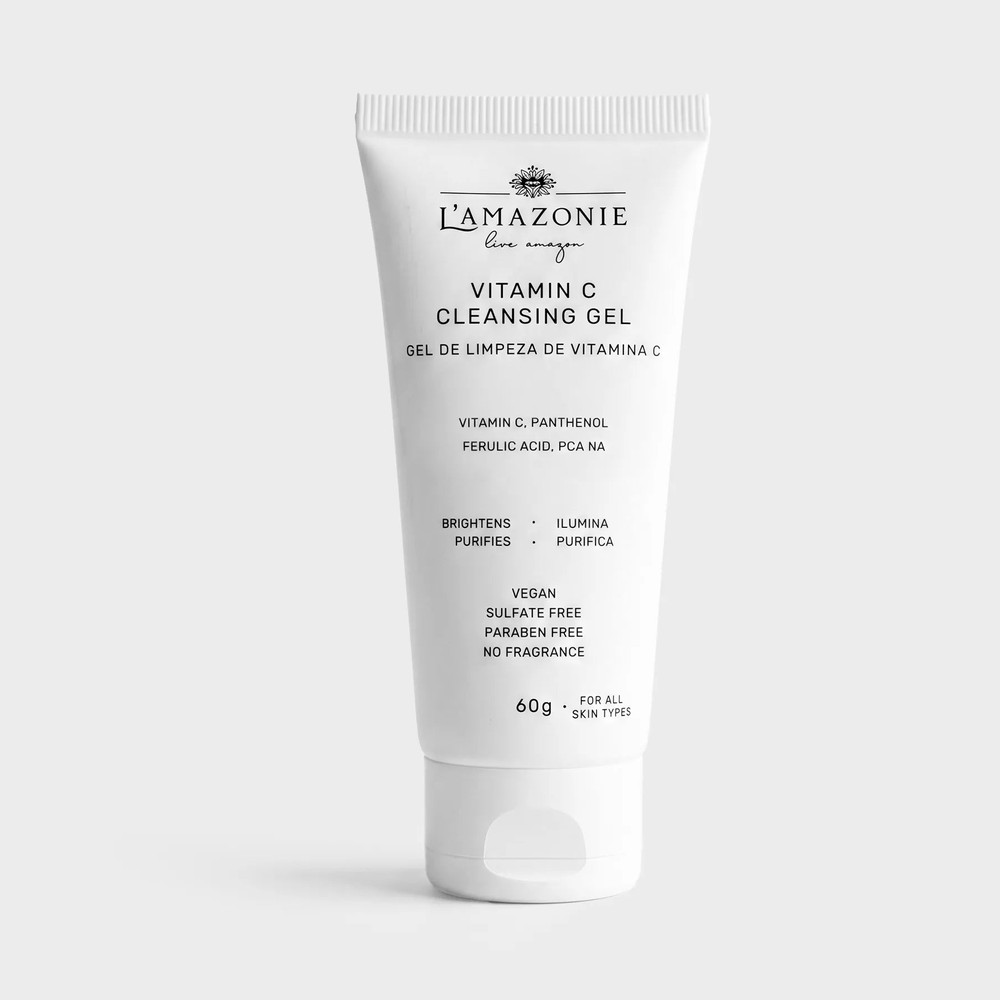 L'AMAZONIE
live amazon
VITAMIN C
CLEANSING GEL
GEL DE LIMPEZA DE VITAMINA C
VITAMIN C, PANTHENOL
FERULIC ACID, PCA NA
BRIGHTENS · ILUMINA
PURIFIES · PURIFICA
VEGAN
SULFATE FREE
PARABEN FREE
NO FRAGRANCE
60g · FOR ALL
SKIN TYPES